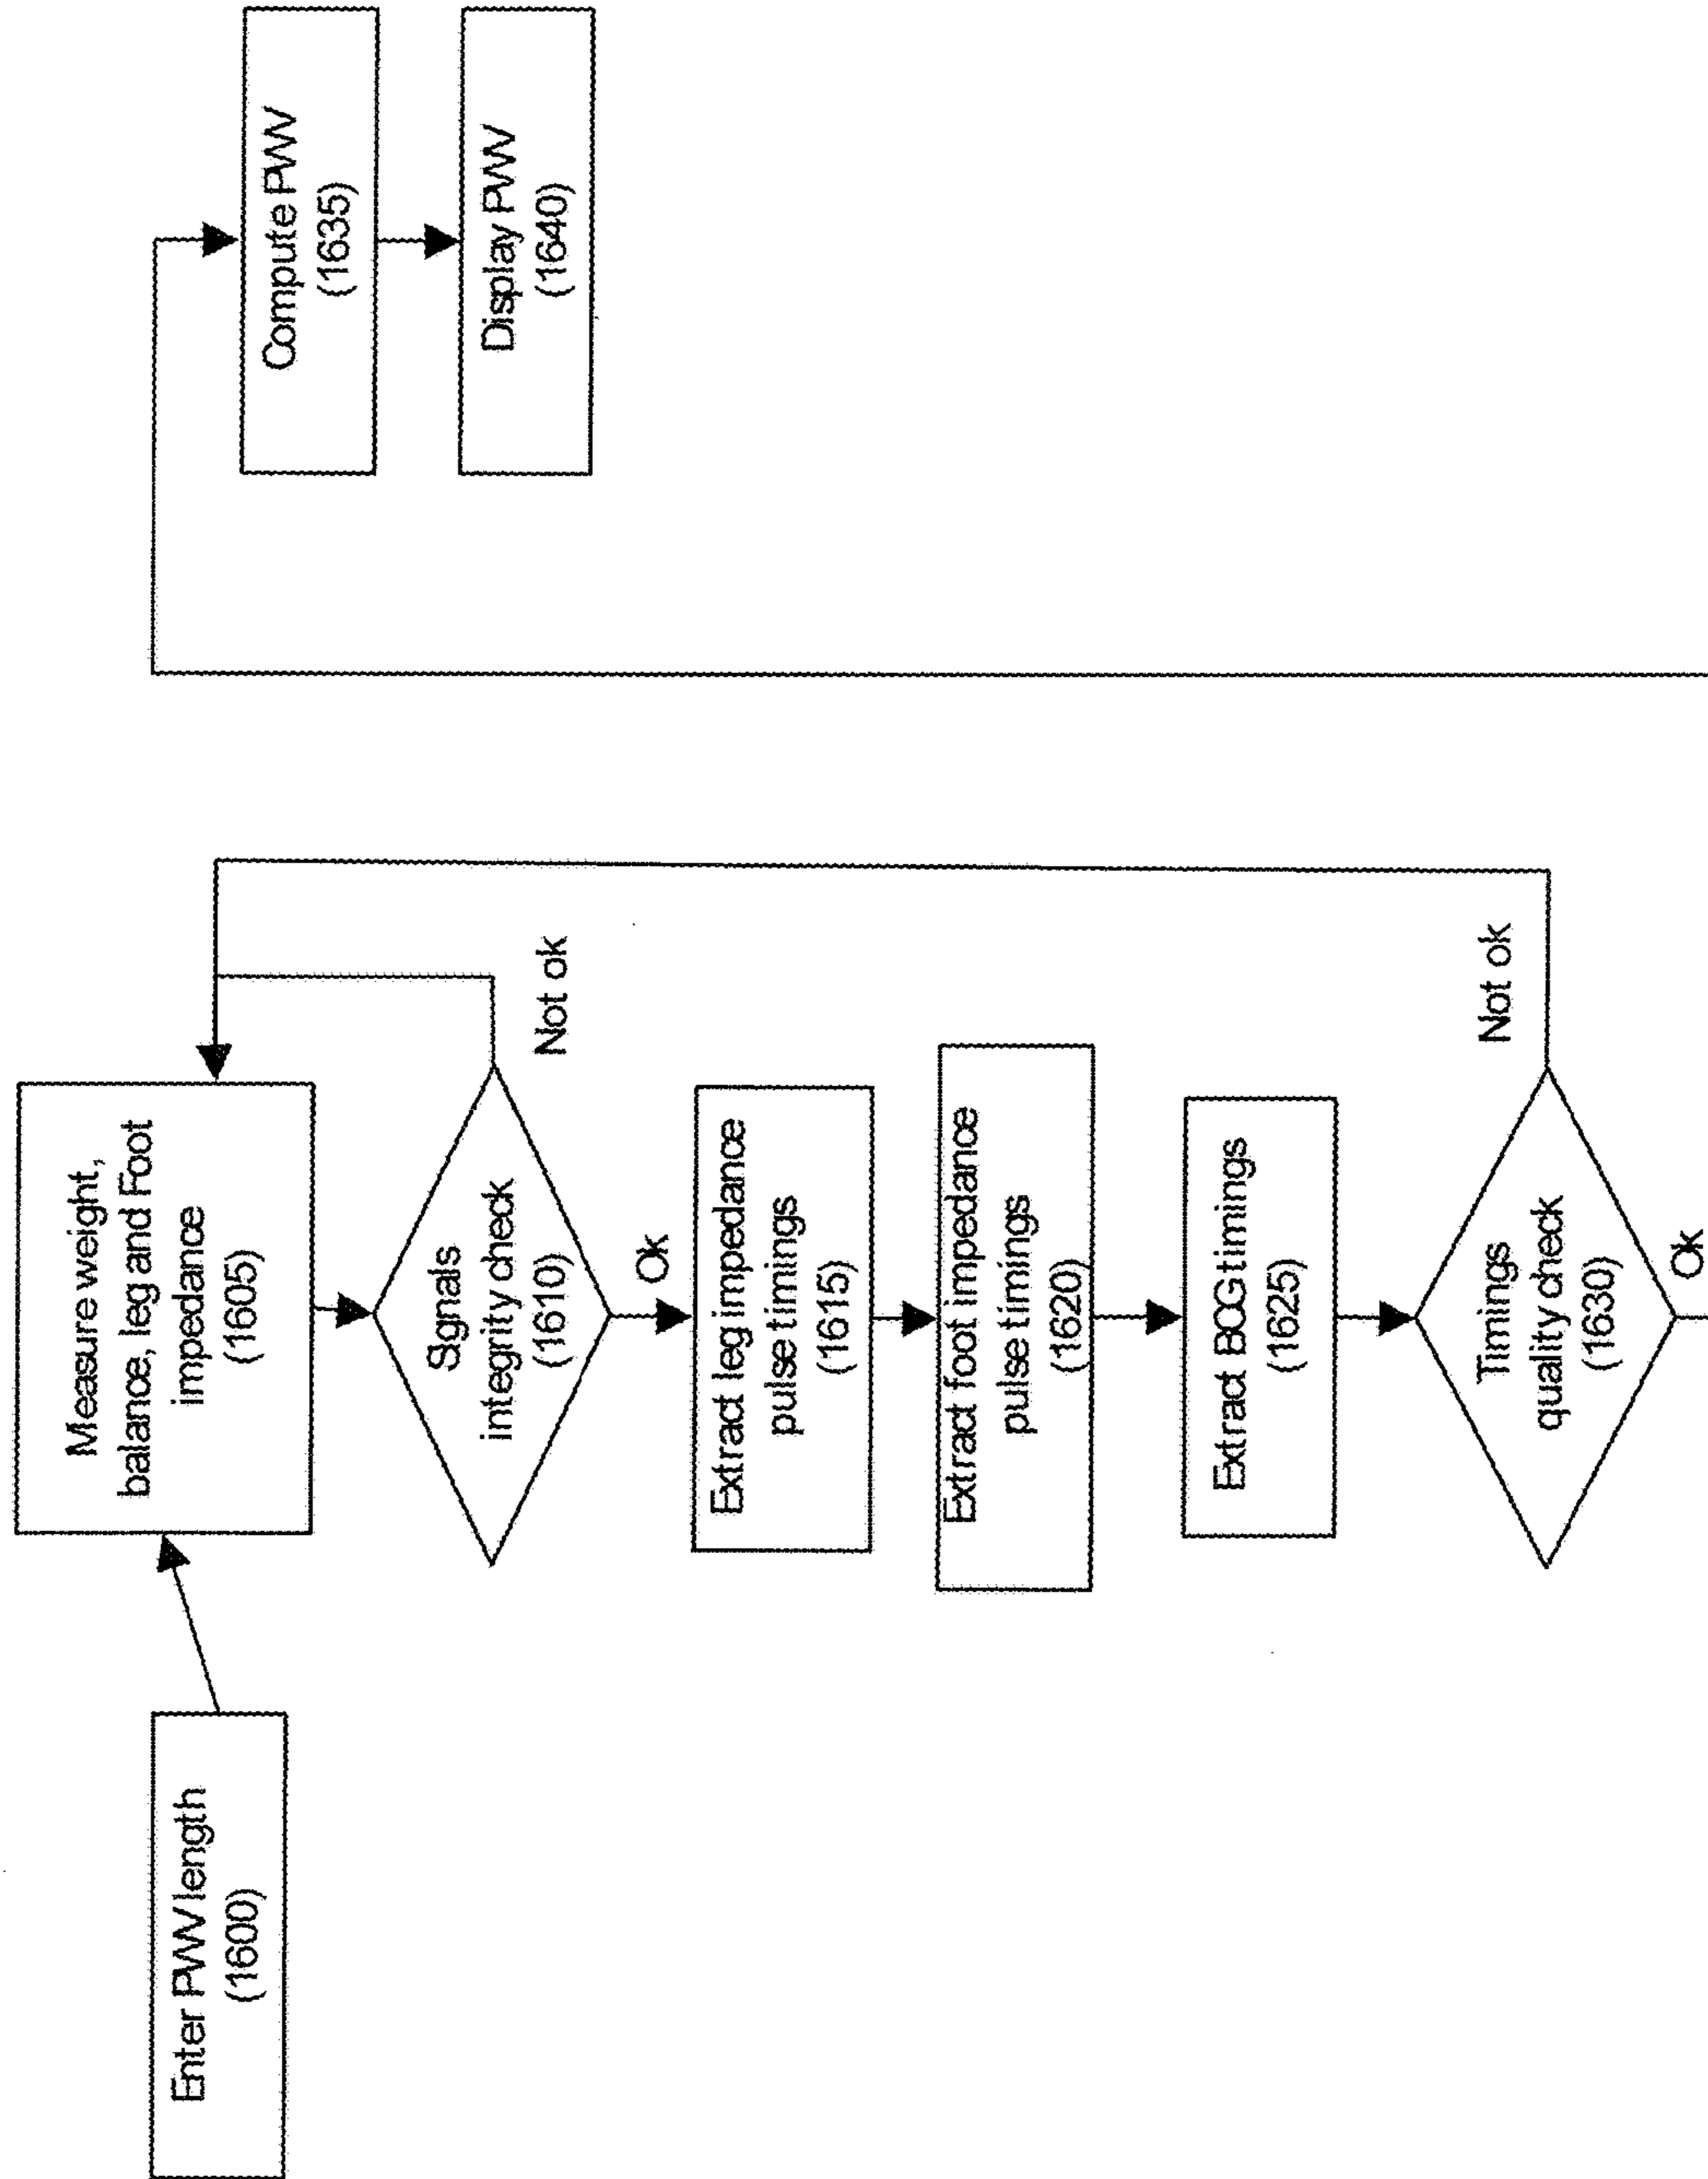 Enter PWV length
(1600)
Measure weight,
balance, leg and Foot
impedance
(1605)
Signals
integrity check
(1610)
Not ok
Ok
Extract leg impedance
pulse timings
(1615)
Extract foot impedance
pulse timings
(1620)
Extract BCG timings
(1625)
Timings
quality check
(1630)
Not ok
Ok
Compute PWV
(1635)
Display PWV
(1640)